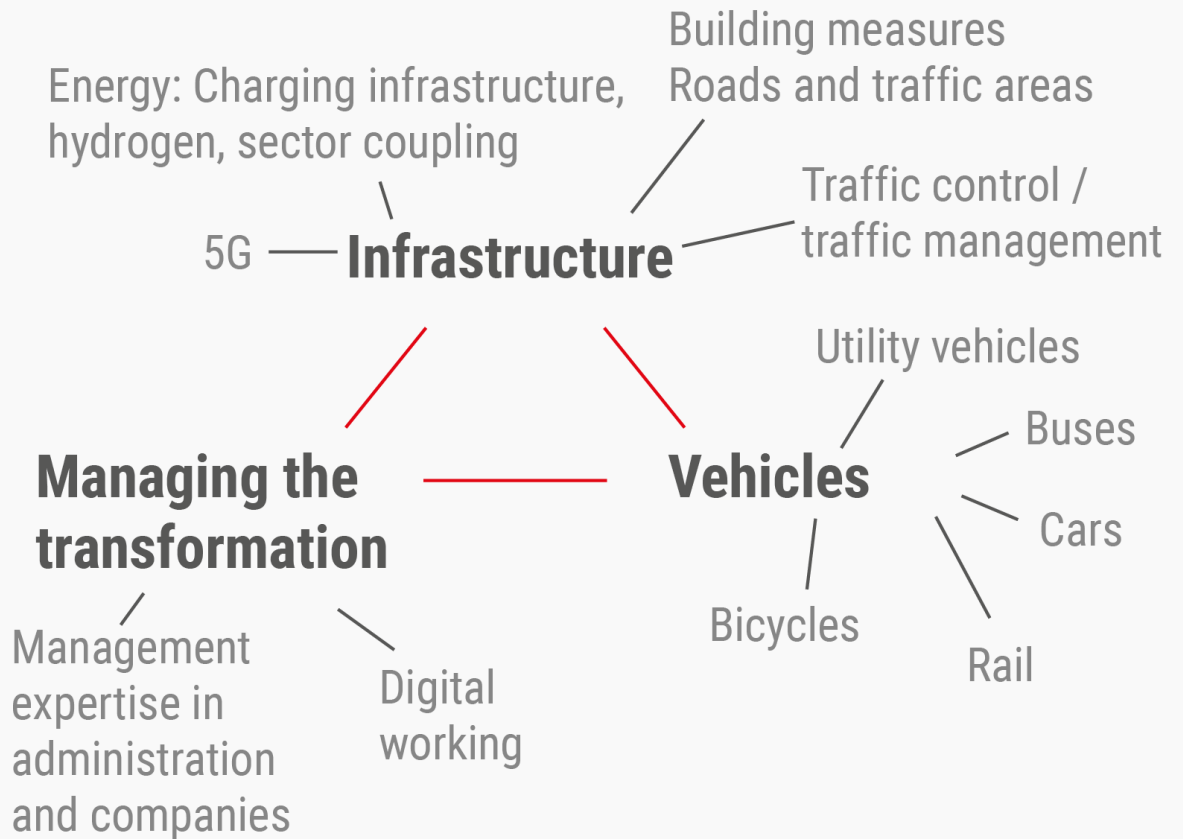 Building measures
Roads and traffic areas
Energy: Charging infrastructure,
hydrogen, sector coupling
Traffic control /
traffic management
5G
Infrastructure
Utility vehicles
Buses
Managing the
transformation
Vehicles
Cars
Bicycles
Rail
Management
expertise in
administration
and companies
Digital
working